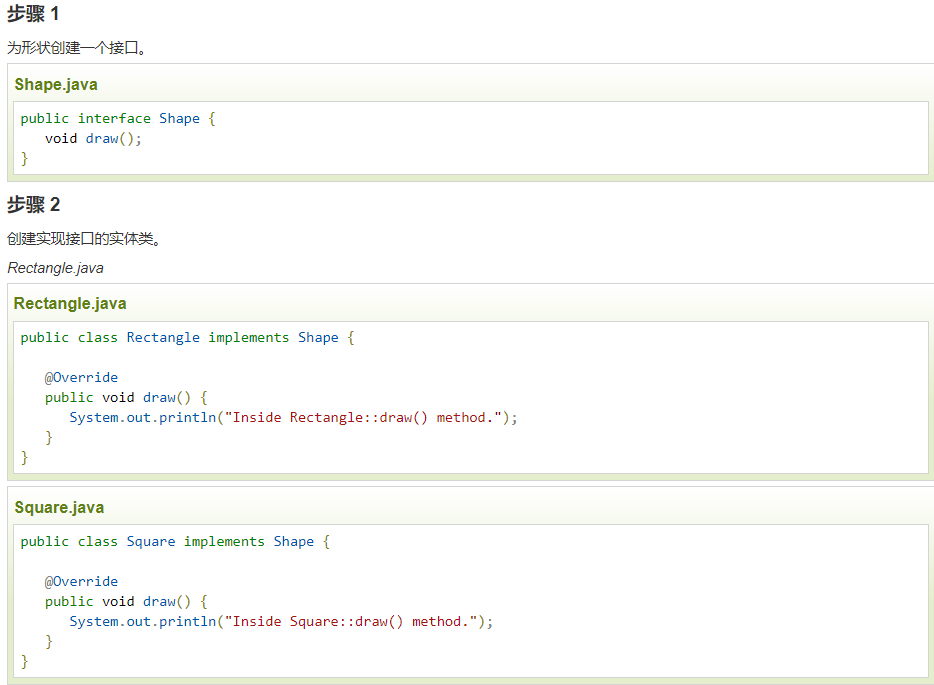 步骤 1
为形状创建一个接口。
Shape.java
public interface Shape {
   void draw();
}
步骤 2
创建实现接口的实体类。
Rectangle.java
Rectangle.java
public class Rectangle implements Shape {
   @Override
   public void draw() {
      System.out.println("Inside Rectangle::draw() method.");
   }
}
Square.java
public class Square implements Shape {
   @Override
   public void draw() {
      System.out.println("Inside Square::draw() method.");
   }
}